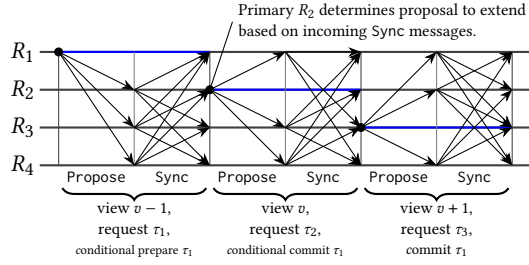 Primary R2 determines proposal to extend
based on incoming Sync messages.
R1
R2
R3
R4
Propose Sync Propose Sync Propose Sync
view v − 1, view v, view v + 1,
request τ1, request τ2, request τ3,
conditional prepare τ1 conditional commit τ1 commit τ1